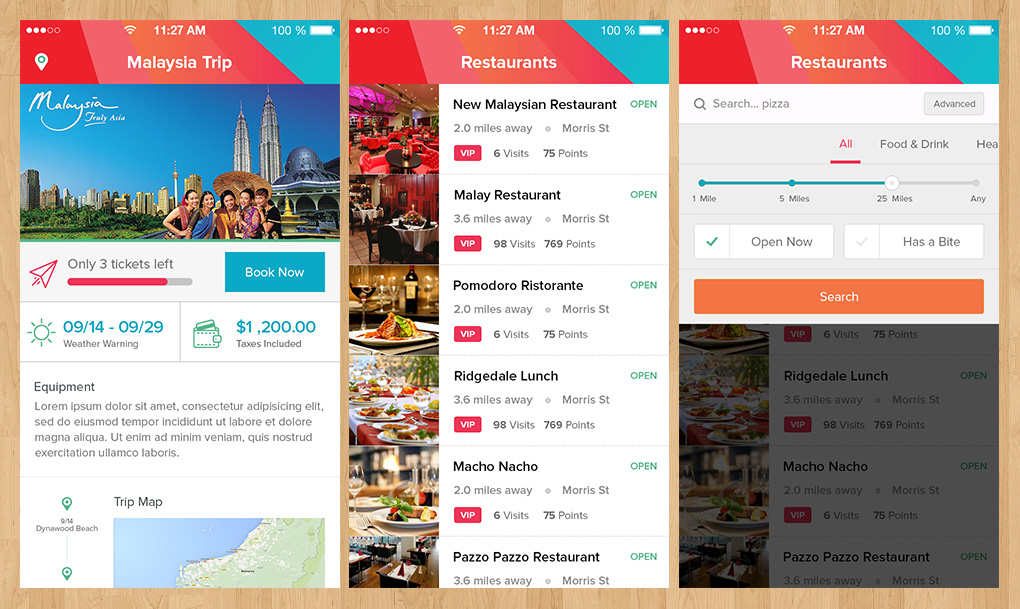 11:27 AM
100 %
Malaysia Trip
Malaysia
Truly Asia
Only 3 tickets left
Book Now
09/14 - 09/29
Weather Warning
$1 ,200.00
Taxes Included
Equipment
Lorem ipsum dolor sit amet, consectetur adipisicing elit,
sed do eiusmod tempor incididunt ut labore et dolore
magna aliqua. Ut enim ad minim veniam, quis nostrud
exercitation ullamco laboris.
9/14
Dynawood Beach
Trip Map
11:27 AM
100 %
Restaurants
New Malaysian Restaurant OPEN
2.0 miles away Morris St
VIP 6 Visits 75 Points
Malay Restaurant OPEN
3.6 miles away Morris St
VIP 98 Visits 769 Points
Pomodoro Ristorante OPEN
2.0 miles away Morris St
VIP 6 Visits 75 Points
Ridgedale Lunch OPEN
3.6 miles away Morris St
VIP 98 Visits 769 Points
Macho Nacho OPEN
2.0 miles away Morris St
VIP 6 Visits 75 Points
Pazzo Pazzo Restaurant OPEN
3.6 miles away Morris St
11:27 AM
100 %
Restaurants
Search... pizza
Advanced
All Food & Drink Hea
1 Mile 5 Miles 25 Miles Any
Open Now Has a Bite
Search
VIP 6 Visits 75 Points
Ridgedale Lunch OPEN
3.6 miles away Morris St
VIP 98 Visits 769 Points
Macho Nacho OPEN
2.0 miles away Morris St
VIP 6 Visits 75 Points
Pazzo Pazzo Restaurant OPEN
3.6 miles away Morris St